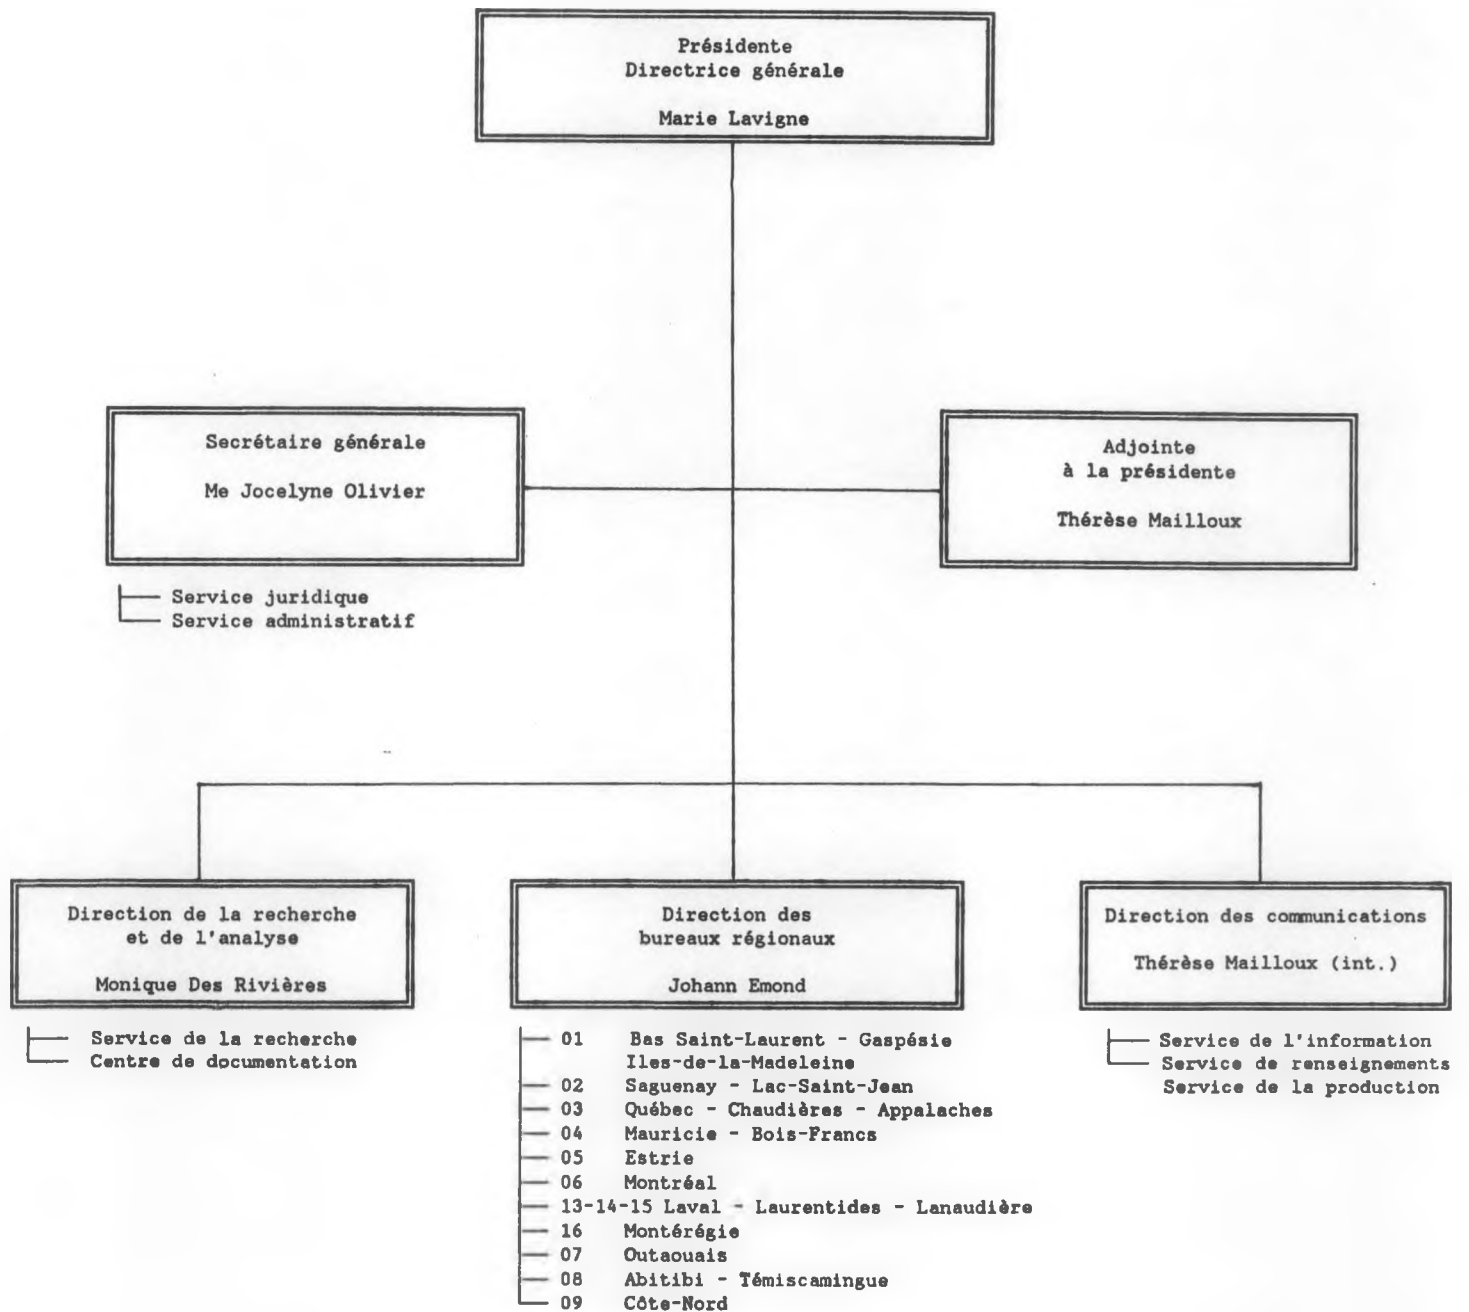 Présidente
Directrice générale
Marie Lavigne
Secrétaire générale
Me Jocelyne Olivier
Service juridique
Service administratif
Adjointe
à la présidente
Thérèse Mailloux
Direction de la recherche
et de l'analyse
Monique Des Rivières
Service de la recherche
Centre de documentation
Direction des
bureaux régionaux
Johann Emond
01 Bas Saint-Laurent - Gaspésie
Iles-de-la-Madeleine
02 Saguenay - Lac-Saint-Jean
03 Québec - Chaudières - Appalaches
04 Mauricie - Bois-Francs
05 Estrie
06 Montréal
13-14-15 Laval - Laurentides - Lanaudière
16 Montérégie
07 Outaouais
08 Abitibi - Témiscamingue
09 Côte-Nord
Direction des communications
Thérèse Mailloux (int.)
Service de l'information
Service de renseignements
Service de la production